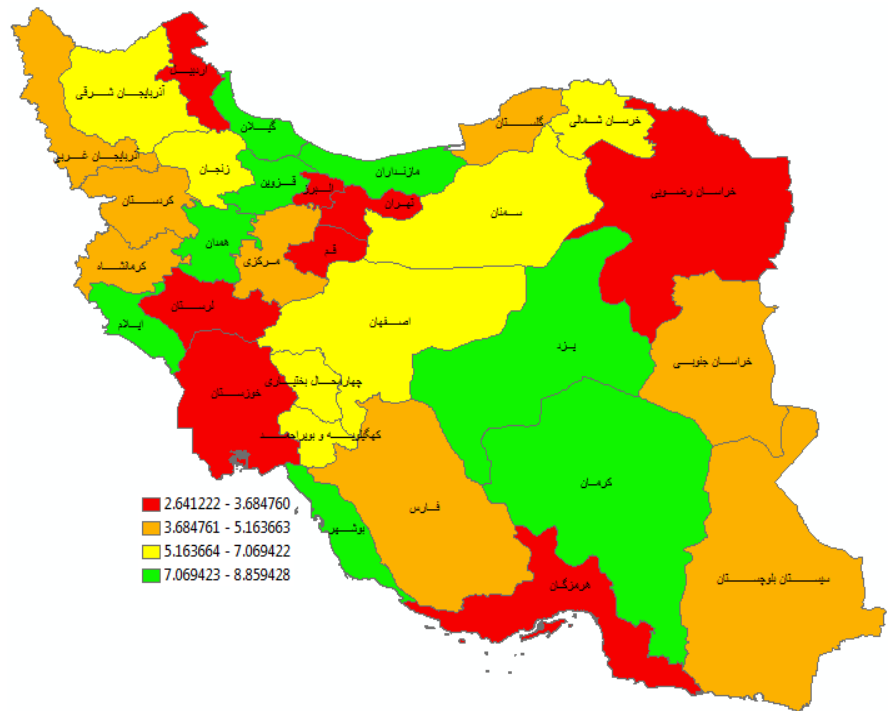 اردبیل
آذربایجان شرقی
گیلان
گلستان
خرسان شمالی
آذربایجان غربی
زنجان
قزوین
مازنداران
البرز
تهران
خراسان رضوی
کردستان
سمنان
همدان
قم
مرکزی
کرمانشاه
لرستان
ایلام
اصفهان
یزد
خراسان جنوبی
چهارمحال بختیاری
خوزستان
کهگیلویه و بویراحمد
کرمان
فارس
بوشهر
هرمزگان
سیستان بلوچستان
2.641222 - 3.684760
3.684761 - 5.163663
5.163664 - 7.069422
7.069423 - 8.859428